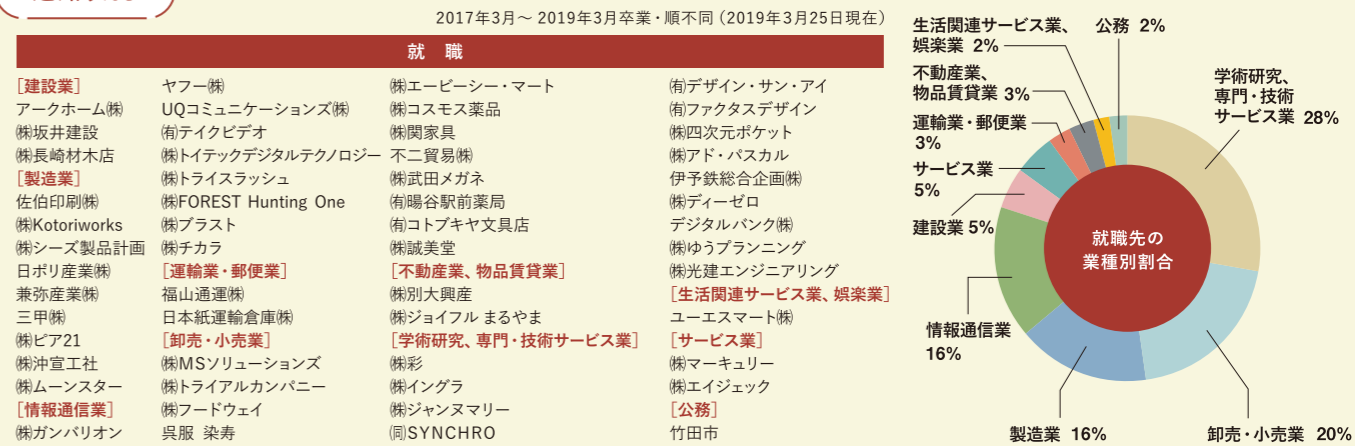 2017年3月～2019年3月卒業・順不同（2019年3月25日現在）
就 職
［建設業］
アークホーム㈱
㈱坂井建設
㈱長崎材木店
［製造業］
佐伯印刷㈱
㈱Kotoriworks
㈱シーズ製品計画
日ポリ産業㈱
兼弥産業㈱
三甲㈱
㈱ピア21
㈱沖宣工社
㈱ムーンスター
［情報通信業］
㈱ガンバリオン
ヤフー㈱
UQコミュニケーションズ㈱
㈲テイクビデオ
㈱トイテックデジタルテクノロジー
㈱トライスラッシュ
㈱FOREST Hunting One
㈱ブラスト
㈱チカラ
［運輸業・郵便業］
福山通運㈱
日本紙運輸倉庫㈱
［卸売・小売業］
㈱MSソリューションズ
㈱トライアルカンパニー
㈱フードウェイ
呉服 染寿
㈱エービーシー・マート
㈱コスモス薬品
㈱関家具
不二貿易㈱
㈱武田メガネ
㈲暘谷駅前薬局
㈲コトブキヤ文具店
㈱誠美堂
［不動産業、物品賃貸業］
㈱別大興産
㈱ジョイフル まるやま
［学術研究、専門・技術サービス業］
㈱彩
㈱イングラ
㈱ジャンヌマリー
㈿SYNCHRO
㈲デザイン・サン・アイ
㈲ファクタスデザイン
㈱四次元ポケット
㈱アド・パスカル
伊予鉄総合企画㈱
㈱ディーゼロ
デジタルバンク㈱
㈱ゆうプランニング
㈱光建エンジニアリング
［生活関連サービス業、娯楽業］
ユーエスマート㈱
［サービス業］
㈱マーキュリー
㈱エイジェック
［公務］
竹田市
生活関連サービス業、
娯楽業 2%
公務 2%
不動産業、
物品賃貸業 3%
運輸業・郵便業
3%
サービス業
5%
建設業 5%
情報通信業
16%
製造業 16%
卸売・小売業 20%
学術研究、
専門・技術
サービス業 28%
就職先の
業種別割合